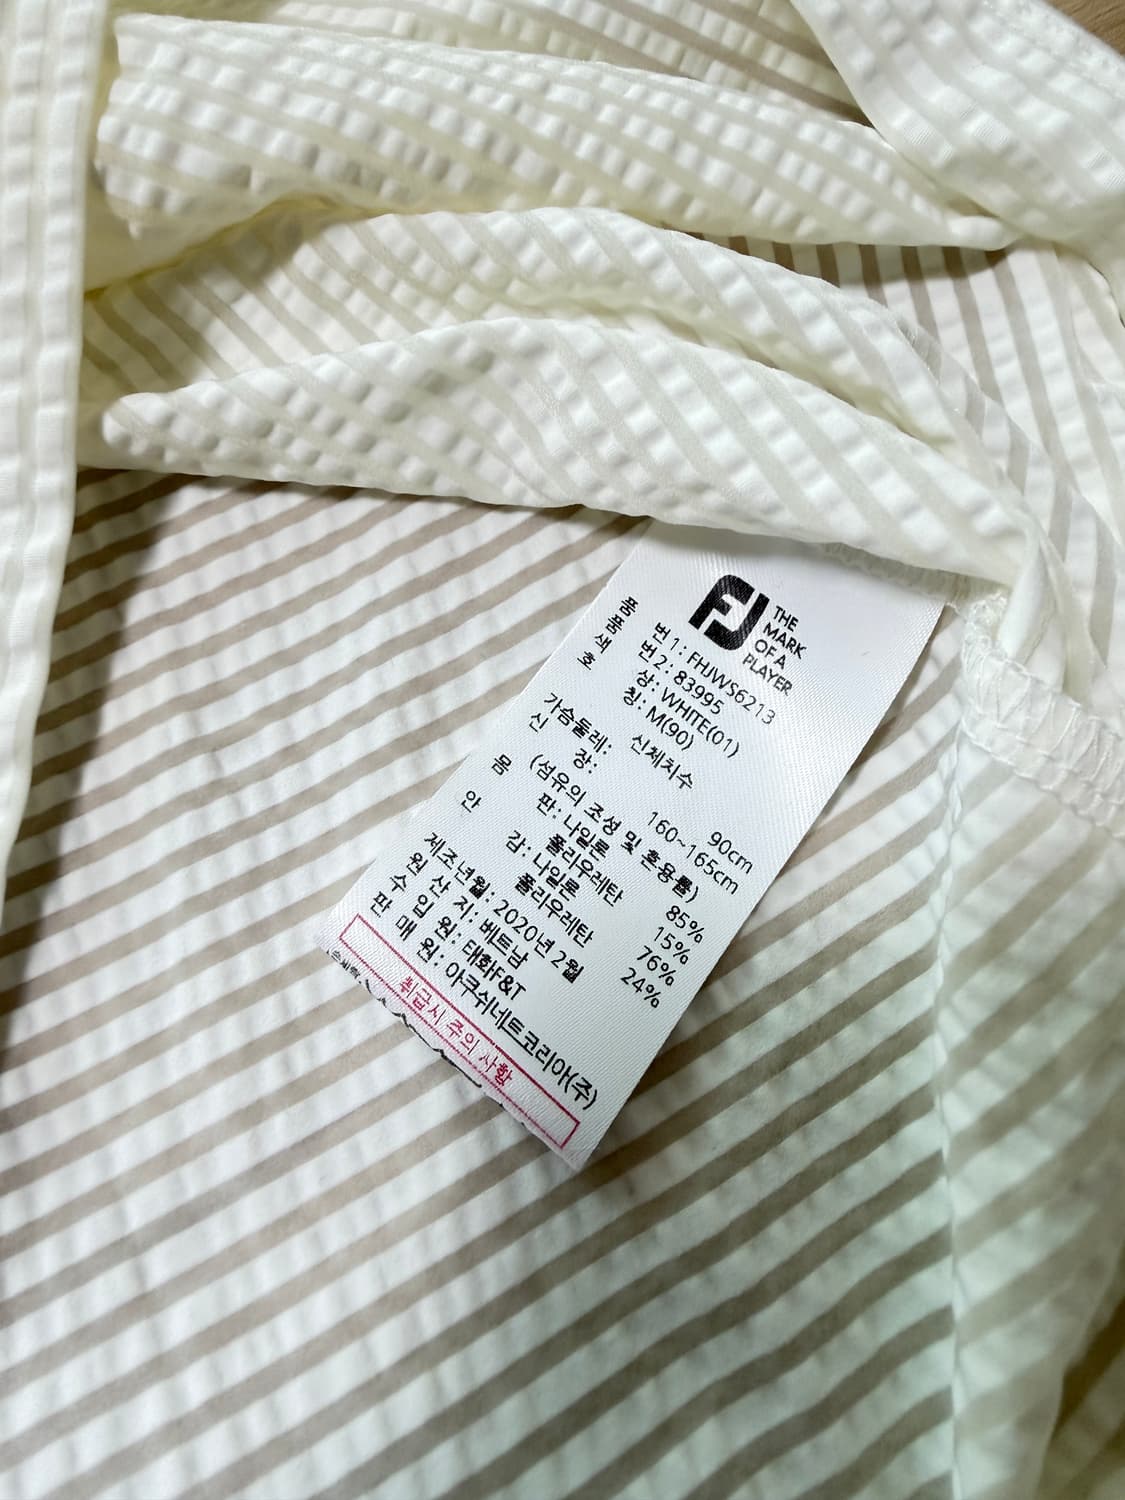 FJ THE
MARK
OF A
PLAYER
품 번1: FHJWS6213
품 번2: 83995
색 상: WHITE(01)
호 칭: M(90)
신체치수
가슴둘레: 90cm
신 장: 160~165cm
(섬유의 조성 및 혼용률)
몸 판: 나일론 85%
폴리우레탄 15%
안 감: 나일론 76%
폴리우레탄 24%
제조년월: 2020년 2월
원 산 지: 베트남
수 입 원: 태화F&T
판 매 원: 아쿠쉬네트코리아(주)
취급시 주의 사항